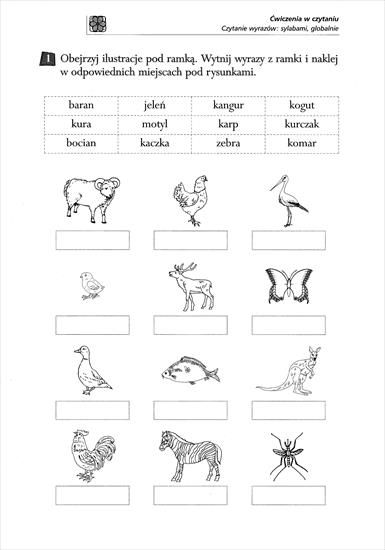 Ćwiczenia w czytaniu
Czytanie wyrazów: sylabami, globalnie
1 Obejrzyj ilustracje pod ramką. Wytnij wyrazy z ramki i naklej
w odpowiednich miejscach pod rysunkami.
baran jeleń kangur kogut
kura motyl karp kurczak
bocian kaczka zebra komar